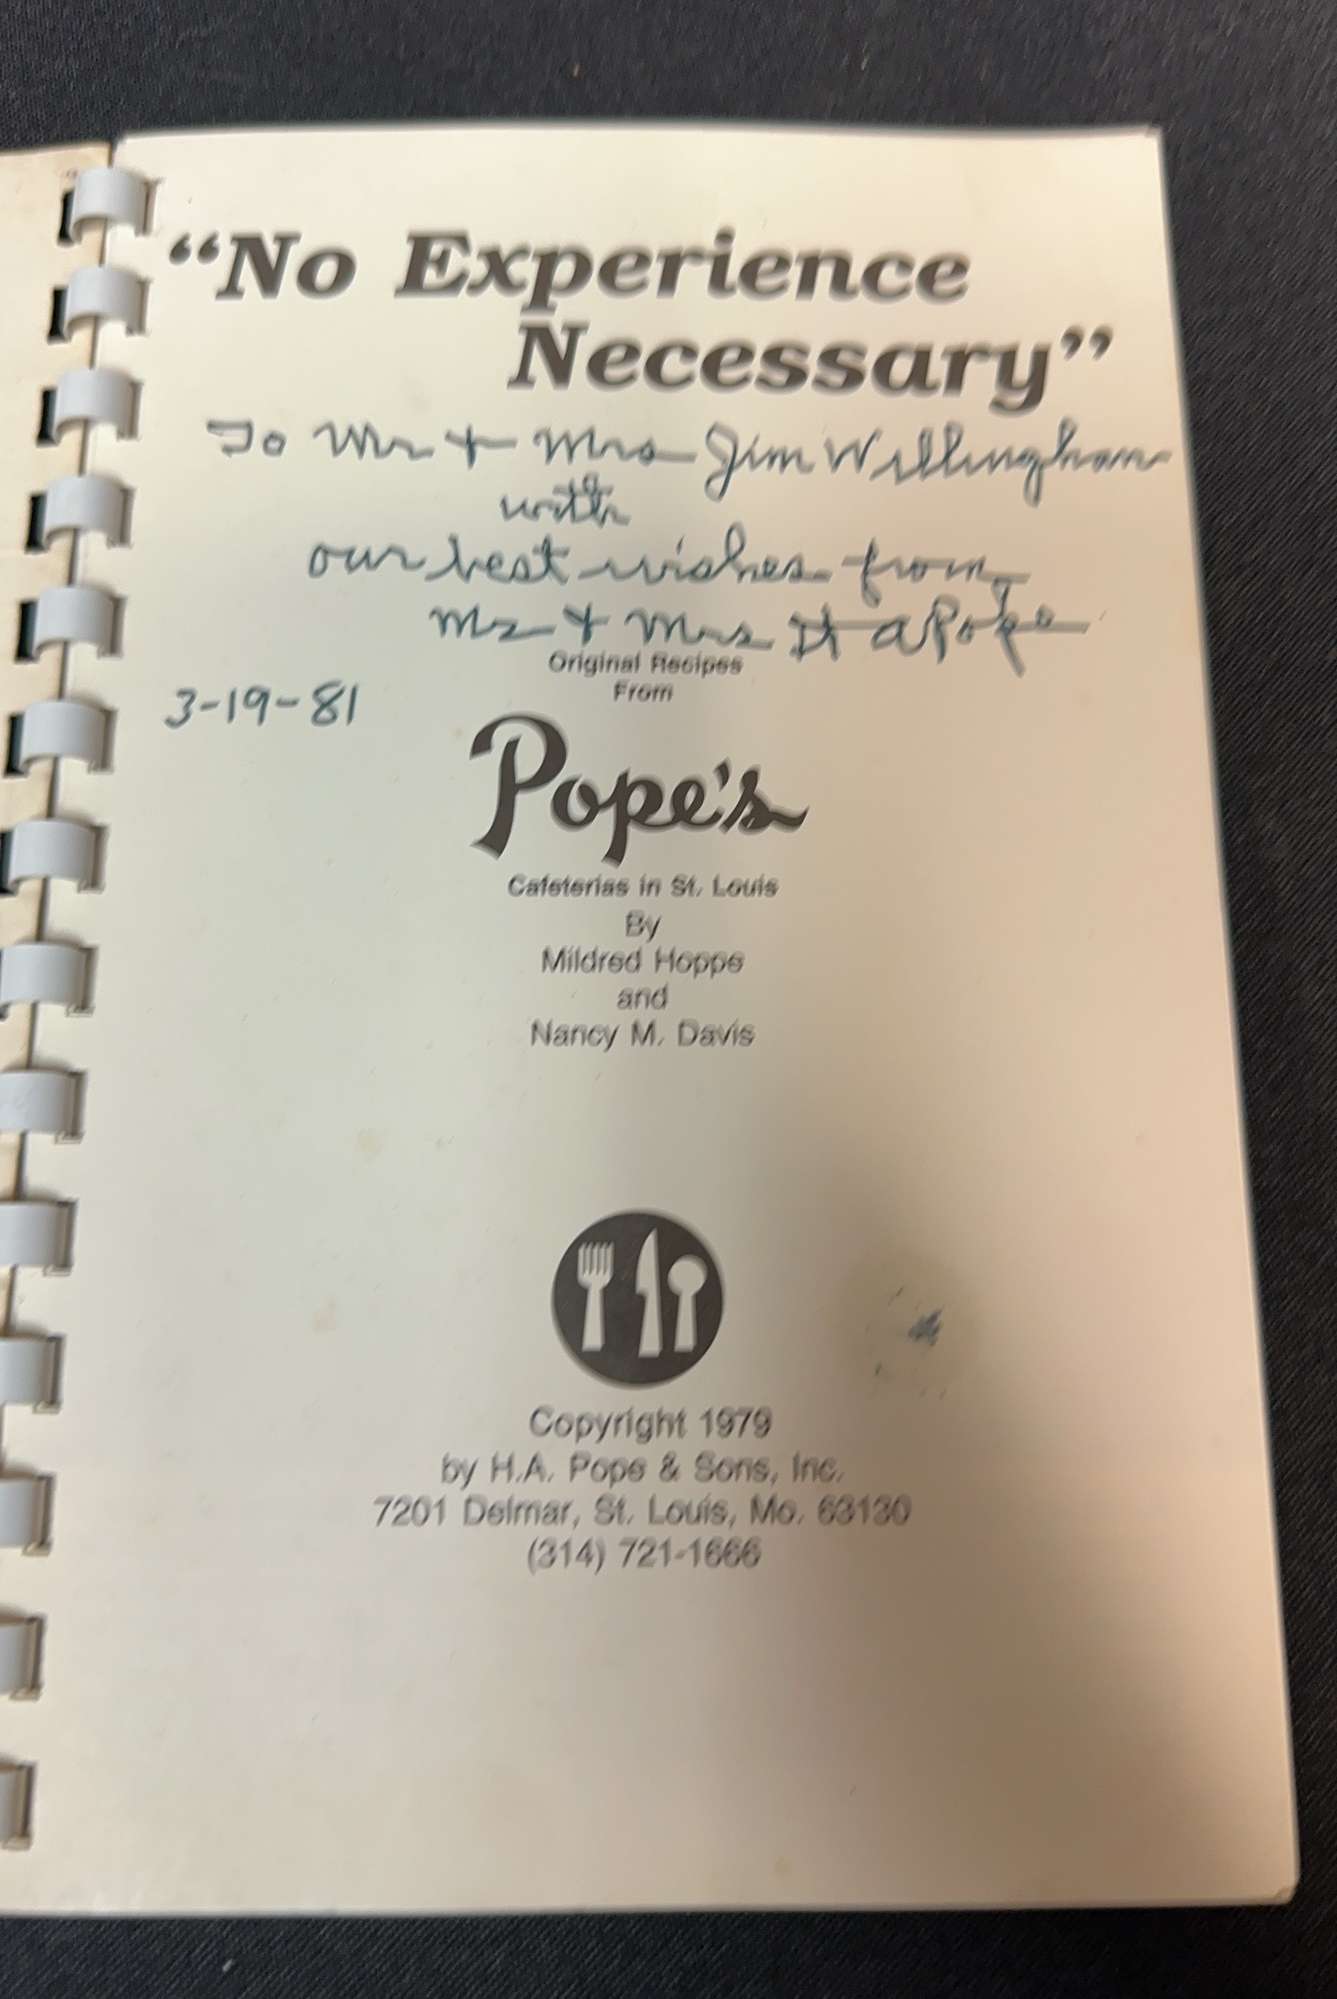 “No Experience
Necessary”
To Mr & Mrs Jim Willingham
with
our best wishes from
Mr & Mrs H A Pope
Original Recipes
From
3-19-81
Pope's
Cafeterias in St. Louis
By
Mildred Hoppe
and
Nancy M. Davis
Copyright 1979
by H.A. Pope & Sons, Inc.
7201 Delmar, St. Louis, Mo. 63130
(314) 721-1666